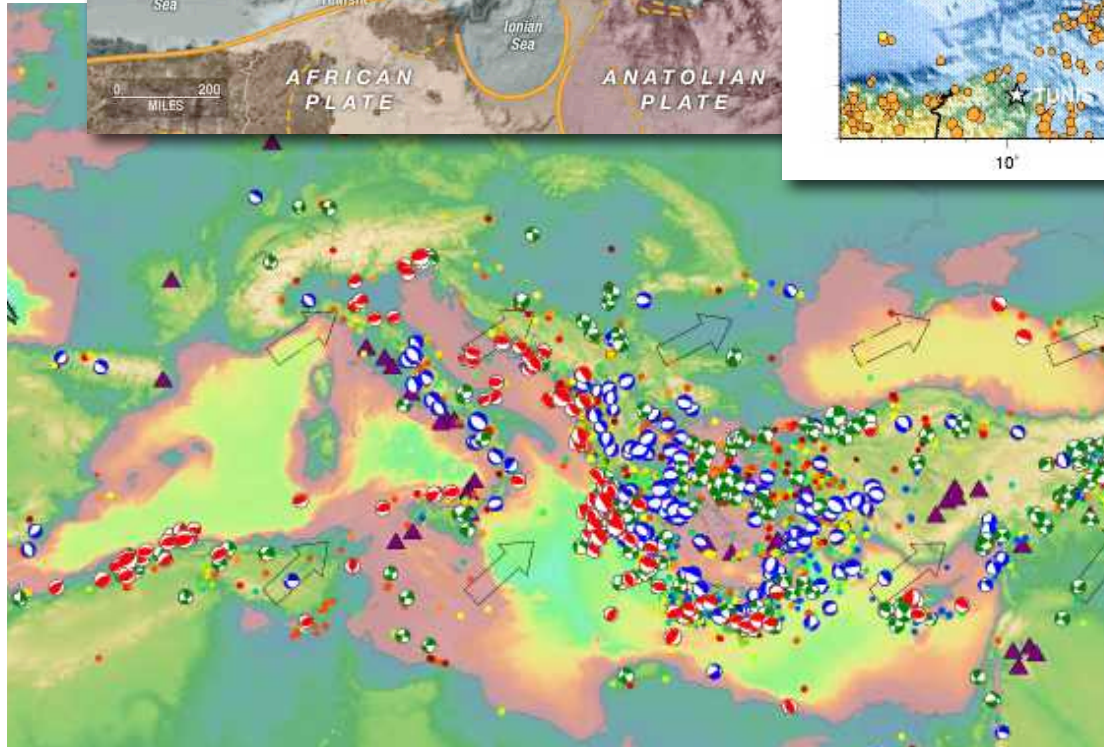 Sea
Ionian
Sea
AFRICAN
PLATE
ANATOLIAN
PLATE
0 200
MILES
TUNIS
10°